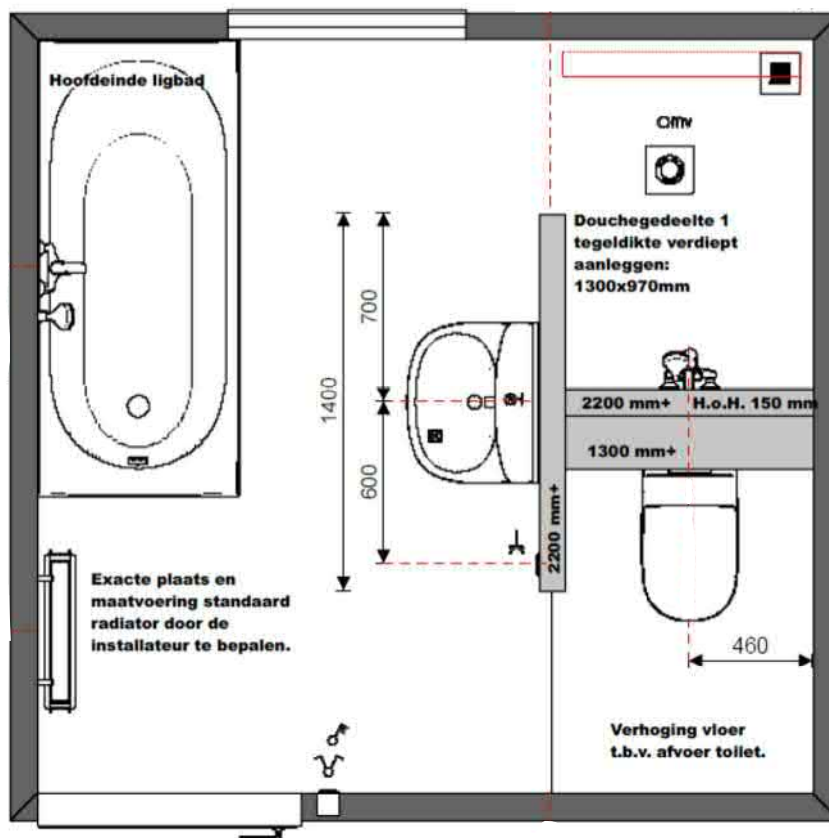 Hoofdeinde ligbad
Omv
Douchegedeelte 1
tegeldikte verdiept
aanleggen:
1300x970mm
700
1400
600
2200 mm+
H.o.H. 150 mm
1300 mm+
2200 mm+
Exacte plaats en
maatvoering standaard
radiator door de
installateur te bepalen.
460
Verhoging vloer
t.b.v. afvoer toilet.